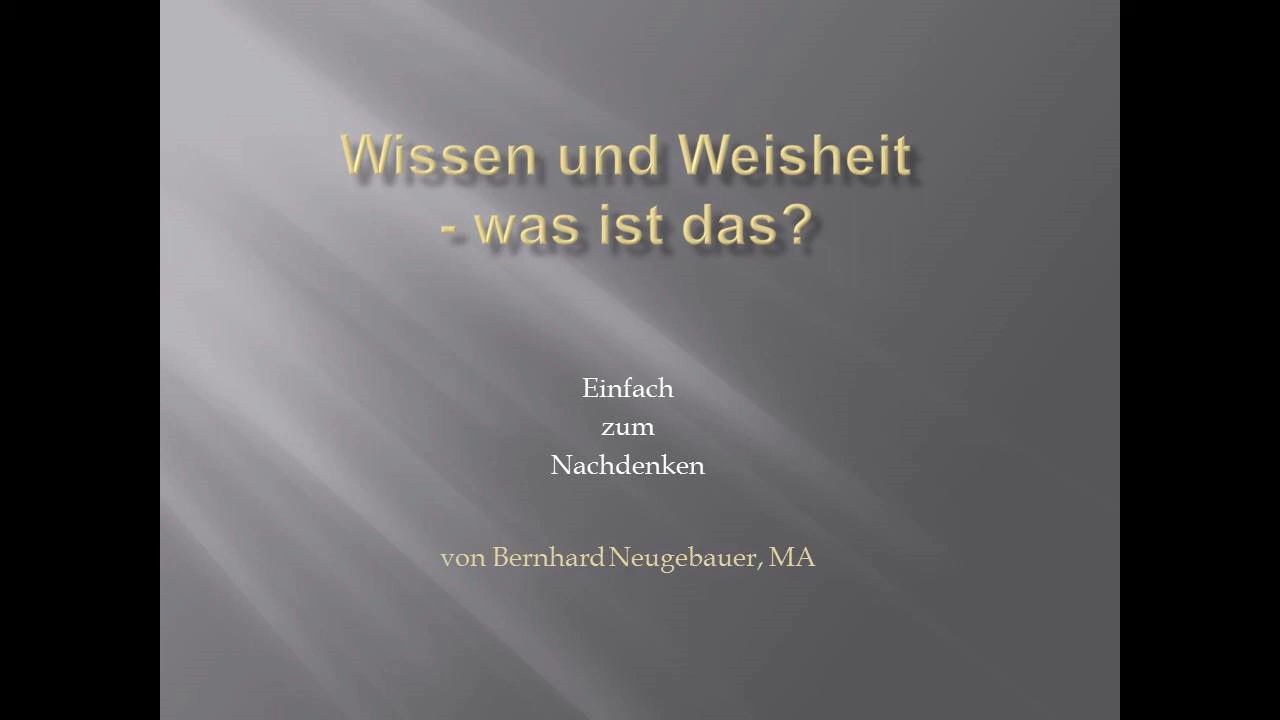 Wissen und Weisheit
- was ist das?
Einfach
zum
Nachdenken
von Bernhard Neugebauer, MA